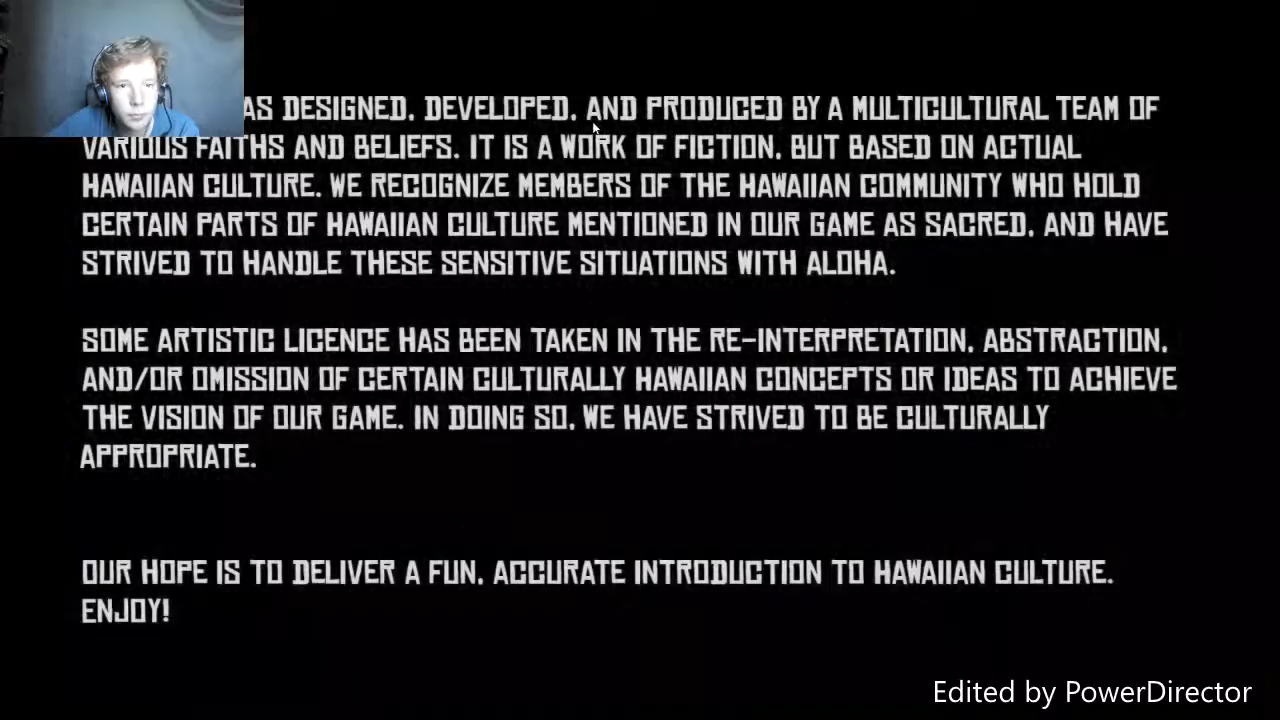 AS DESIGNED, DEVELOPED, AND PRODUCED BY A MULTICULTURAL TEAM OF
VARIOUS FAITHS AND BELIEFS. IT IS A WORK OF FICTION, BUT BASED ON ACTUAL
HAWAIIAN CULTURE. WE RECOGNIZE MEMBERS OF THE HAWAIIAN COMMUNITY WHO HOLD
CERTAIN PARTS OF HAWAIIAN CULTURE MENTIONED IN OUR GAME AS SACRED, AND HAVE
STRIVED TO HANDLE THESE SENSITIVE SITUATIONS WITH ALOHA.
SOME ARTISTIC LICENCE HAS BEEN TAKEN IN THE RE-INTERPRETATION, ABSTRACTION,
AND/OR OMISSION OF CERTAIN CULTURALLY HAWAIIAN CONCEPTS OR IDEAS TO ACHIEVE
THE VISION OF OUR GAME. IN DOING SO, WE HAVE STRIVED TO BE CULTURALLY
APPROPRIATE.
OUR HOPE IS TO DELIVER A FUN, ACCURATE INTRODUCTION TO HAWAIIAN CULTURE.
ENJOY!
Edited by PowerDirector